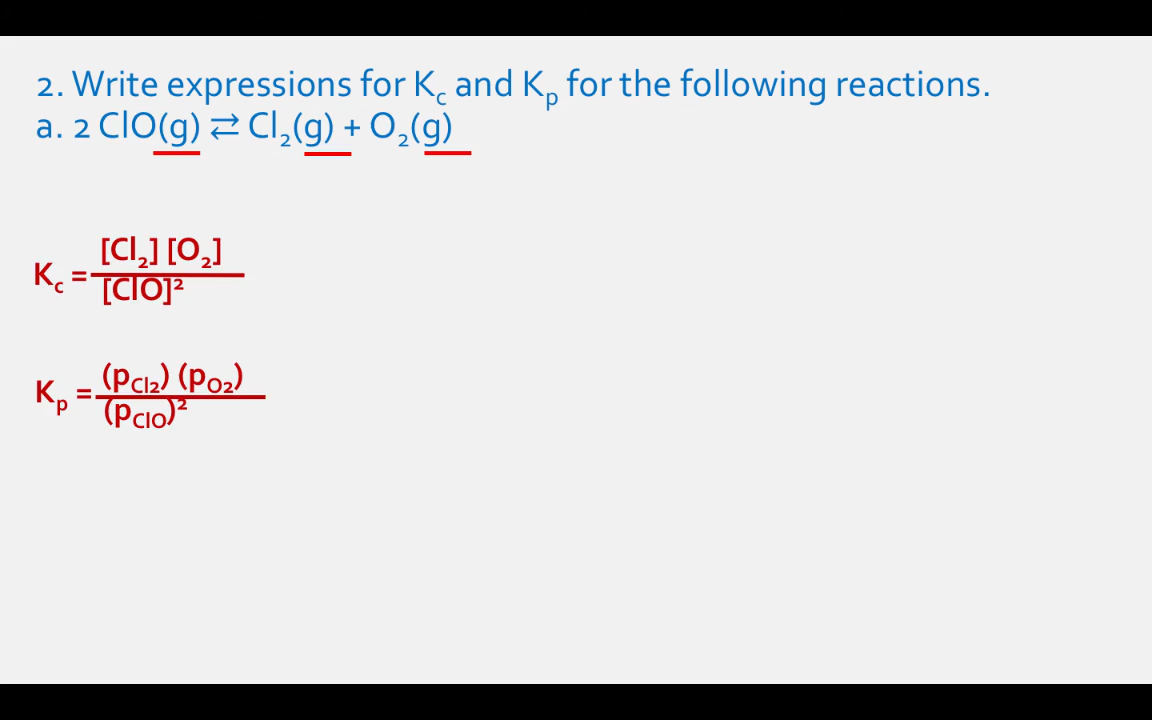 2. Write expressions for Kc and Kp for the following reactions.
a. 2 ClO(g) ⇄ Cl₂(g) + O₂(g)
[Cl₂] [O₂]
Kc =
[ClO]²
(pCl2) (pO2)
Kp =
(pClO)²